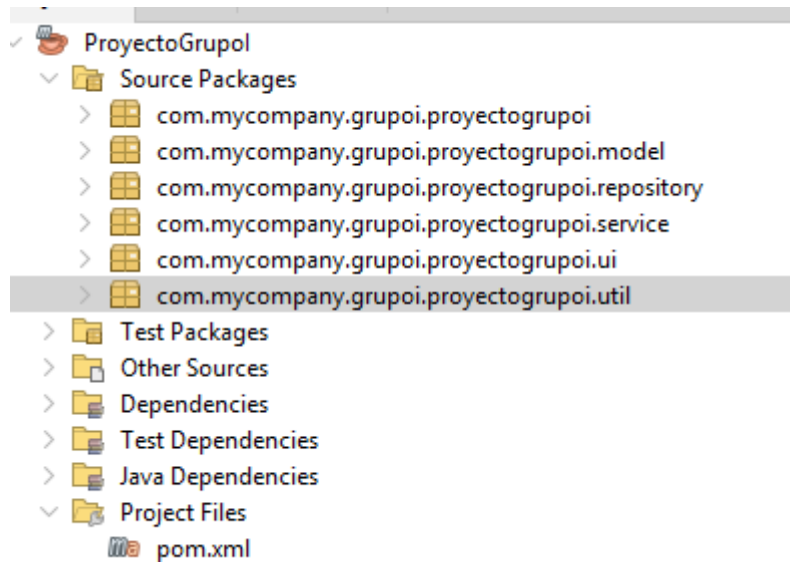 ProyectoGrupoI
Source Packages
com.mycompany.grupoi.proyectogrupoi
com.mycompany.grupoi.proyectogrupoi.model
com.mycompany.grupoi.proyectogrupoi.repository
com.mycompany.grupoi.proyectogrupoi.service
com.mycompany.grupoi.proyectogrupoi.ui
com.mycompany.grupoi.proyectogrupoi.util
Test Packages
Other Sources
Dependencies
Test Dependencies
Java Dependencies
Project Files
pom.xml